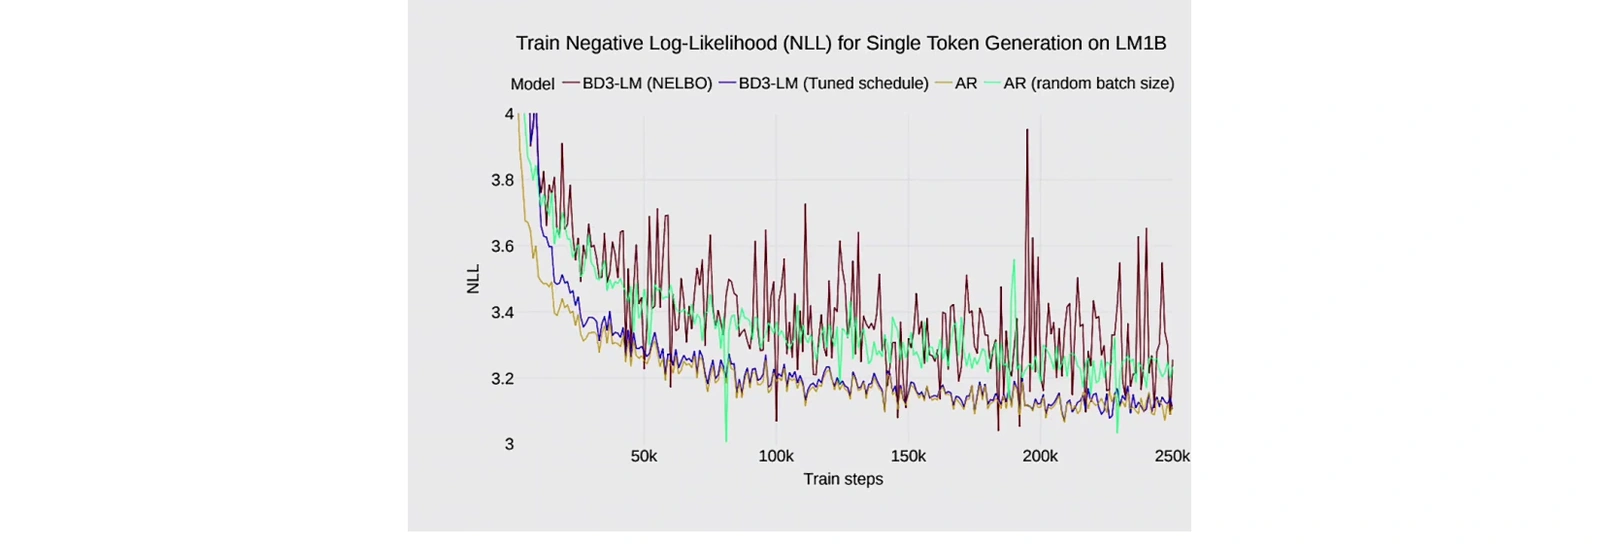 Train Negative Log-Likelihood (NLL) for Single Token Generation on LM1B
Model BD3-LM (NELBO) BD3-LM (Tuned schedule) AR AR (random batch size)
4
3.8
3.6
3.4
3.2
3
NLL
50k 100k 150k 200k 250k
Train steps